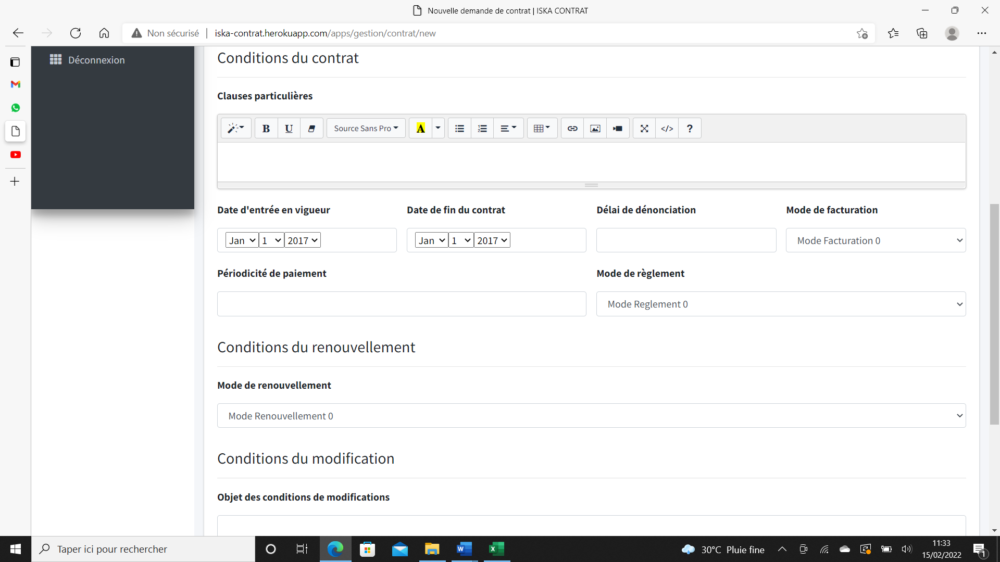 Nouvelle demande de contrat | ISKA CONTRAT
Non sécurisé | iska-contrat.herokuapp.com/apps/gestion/contrat/new
Déconnexion
Conditions du contrat
Clauses particulières
B U Source Sans Pro A </> ?
Date d'entrée en vigueur Date de fin du contrat Délai de dénonciation Mode de facturation
Jan 1 2017 Jan 1 2017 Mode Facturation 0
Périodicité de paiement Mode de règlement
Mode Reglement 0
Conditions du renouvellement
Mode de renouvellement
Mode Renouvellement 0
Conditions du modification
Objet des conditions de modifications
Taper ici pour rechercher
30°C Pluie fine
11:33
15/02/2022
1